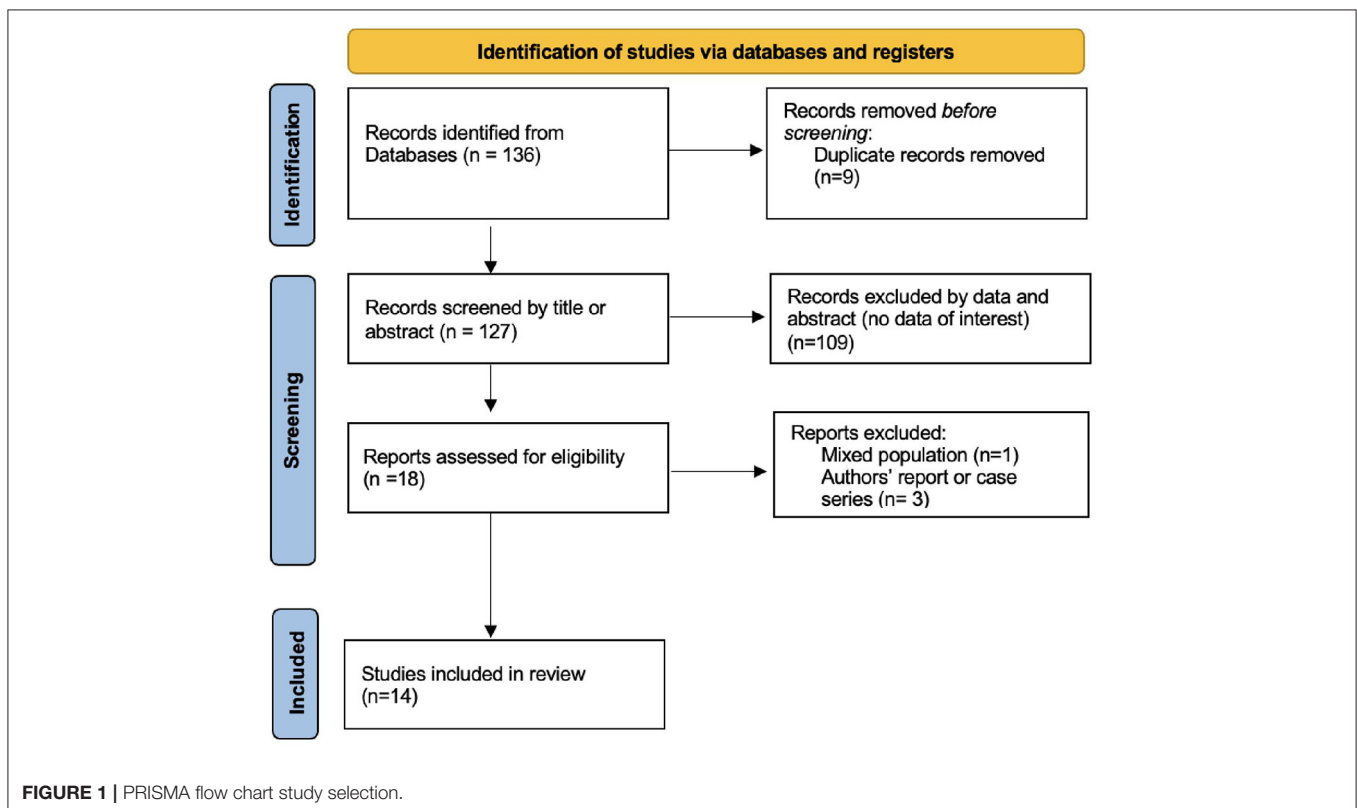 Identification of studies via databases and registers
Identification
Records identified from
Databases (n = 136)
Records removed before
screening:
Duplicate records removed
(n=9)
Screening
Records screened by title or
abstract (n = 127)
Records excluded by data and
abstract (no data of interest)
(n=109)
Reports assessed for eligibility
(n =18)
Reports excluded:
Mixed population (n=1)
Authors' report or case
series (n= 3)
Included
Studies included in review
(n=14)
FIGURE 1 | PRISMA flow chart study selection.